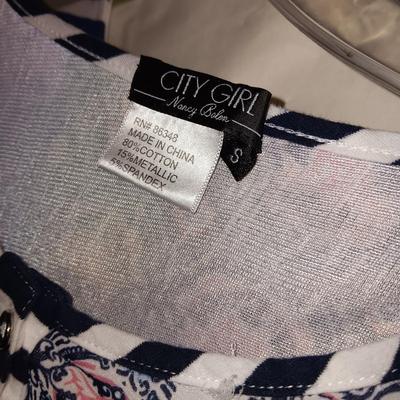 CITY GIRL
Nancy Bolen
S
RN# 86348
MADE IN CHINA
80%COTTON
15%METALLIC
5%SPANDEX